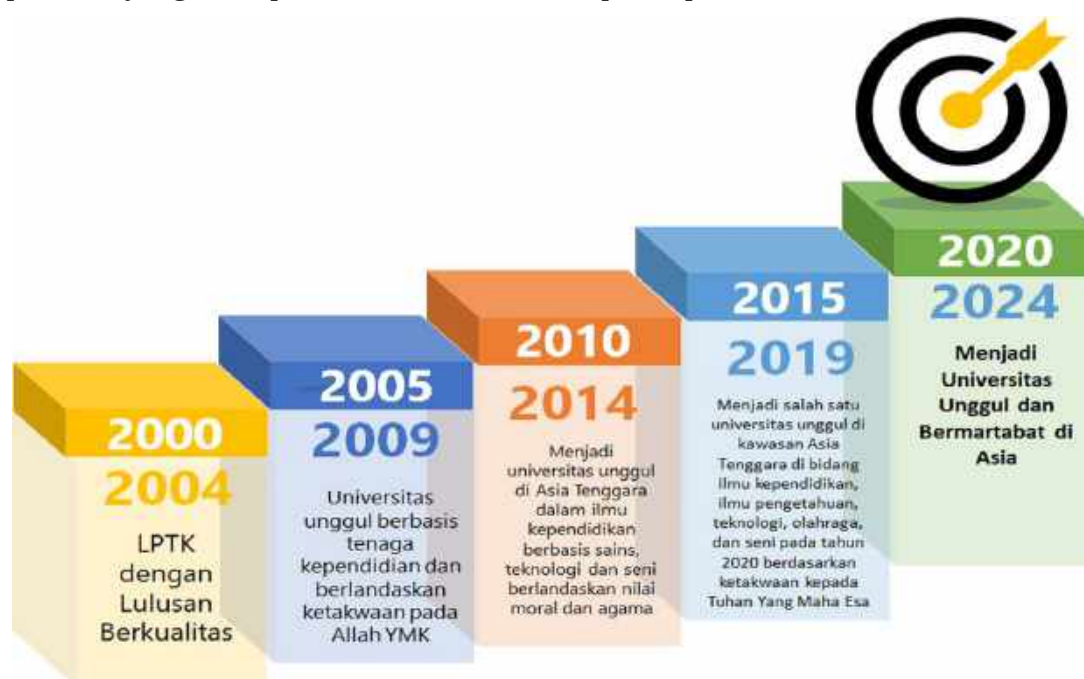 2000
2004
LPTK
dengan
Lulusan
Berkualitas
2005
2009
Universitas
unggul berbasis
tenaga
kependidian dan
berlandaskan
ketakwaan pada
Allah YMK
2010
2014
Menjadi
universitas unggul
di Asia Tenggara
dalam ilmu
kependidikan
berbasis sains,
teknologi dan seni
berlandaskan nilai
moral dan agama
2015
2019
Menjadi salah satu
universitas unggul di
kawasan Asia
Tenggara di bidang
ilmu kependidikan,
ilmu pengetahuan,
teknologi, olahraga,
dan seni pada tahun
2020 berdasarkan
ketakwaan kepada
Tuhan Yang Maha Esa
2020
2024
Menjadi
Universitas
Unggul dan
Bermartabat di
Asia